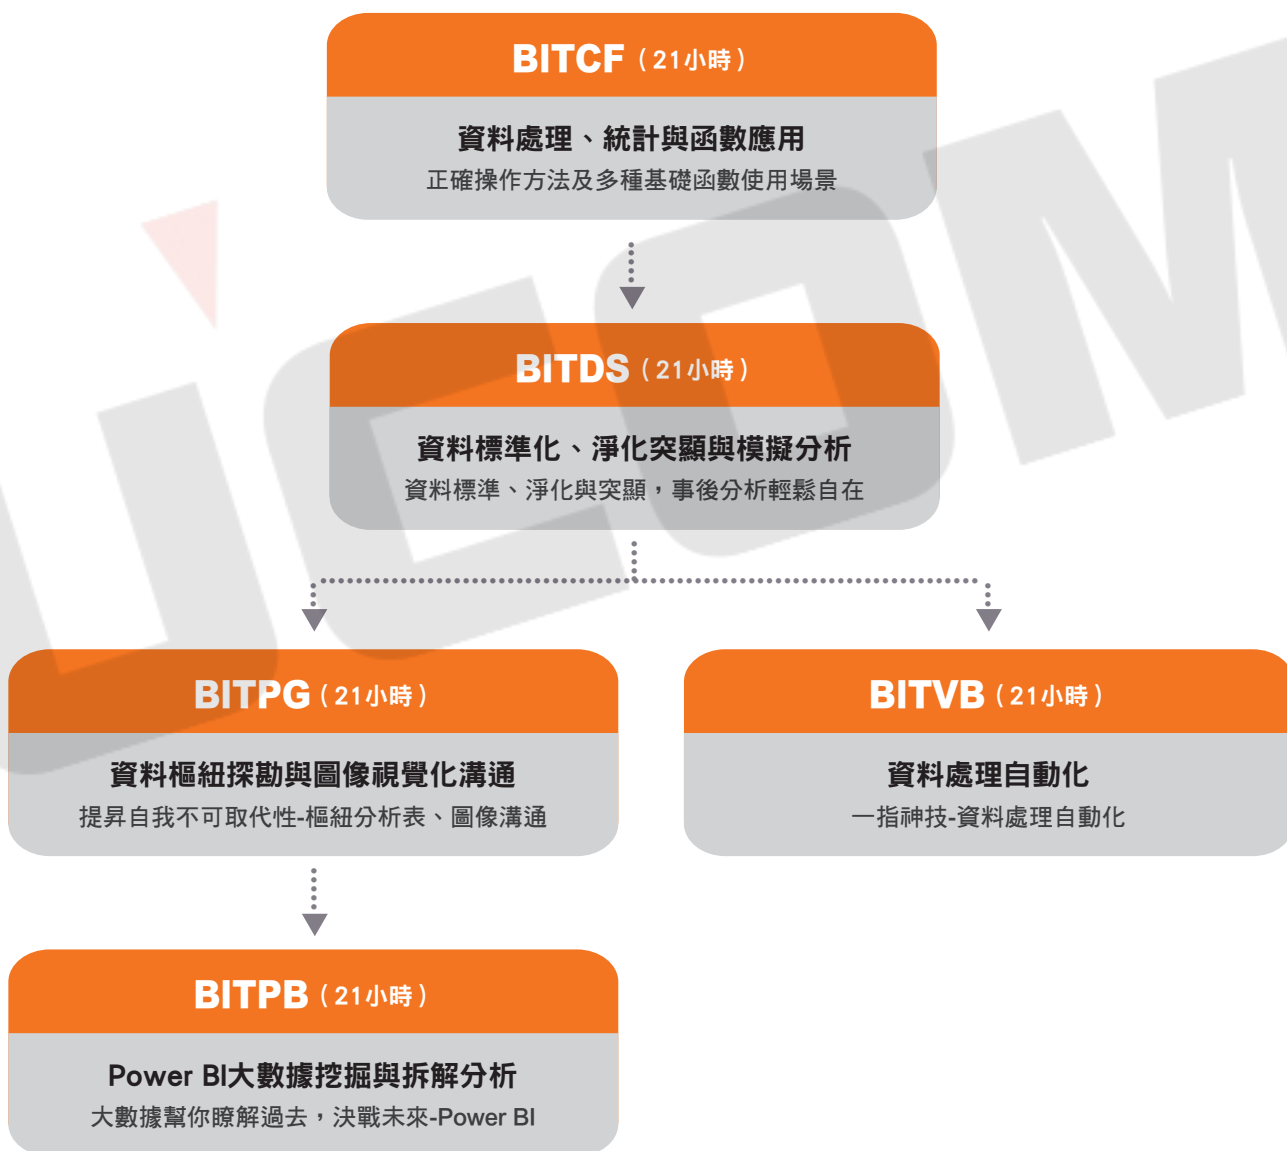 BITCF（21小時）
資料處理、統計與函數應用
正確操作方法及多種基礎函數使用場景
BITDS（21小時）
資料標準化、淨化突顯與模擬分析
資料標準、淨化與突顯，事後分析輕鬆自在
BITPG（21小時）
資料樞紐探勘與圖像視覺化溝通
提昇自我不可取代性-樞紐分析表、圖像溝通
BITVB（21小時）
資料處理自動化
一指神技-資料處理自動化
BITPB（21小時）
Power BI大數據挖掘與拆解分析
大數據幫你瞭解過去，決戰未來-Power BI
UCOM